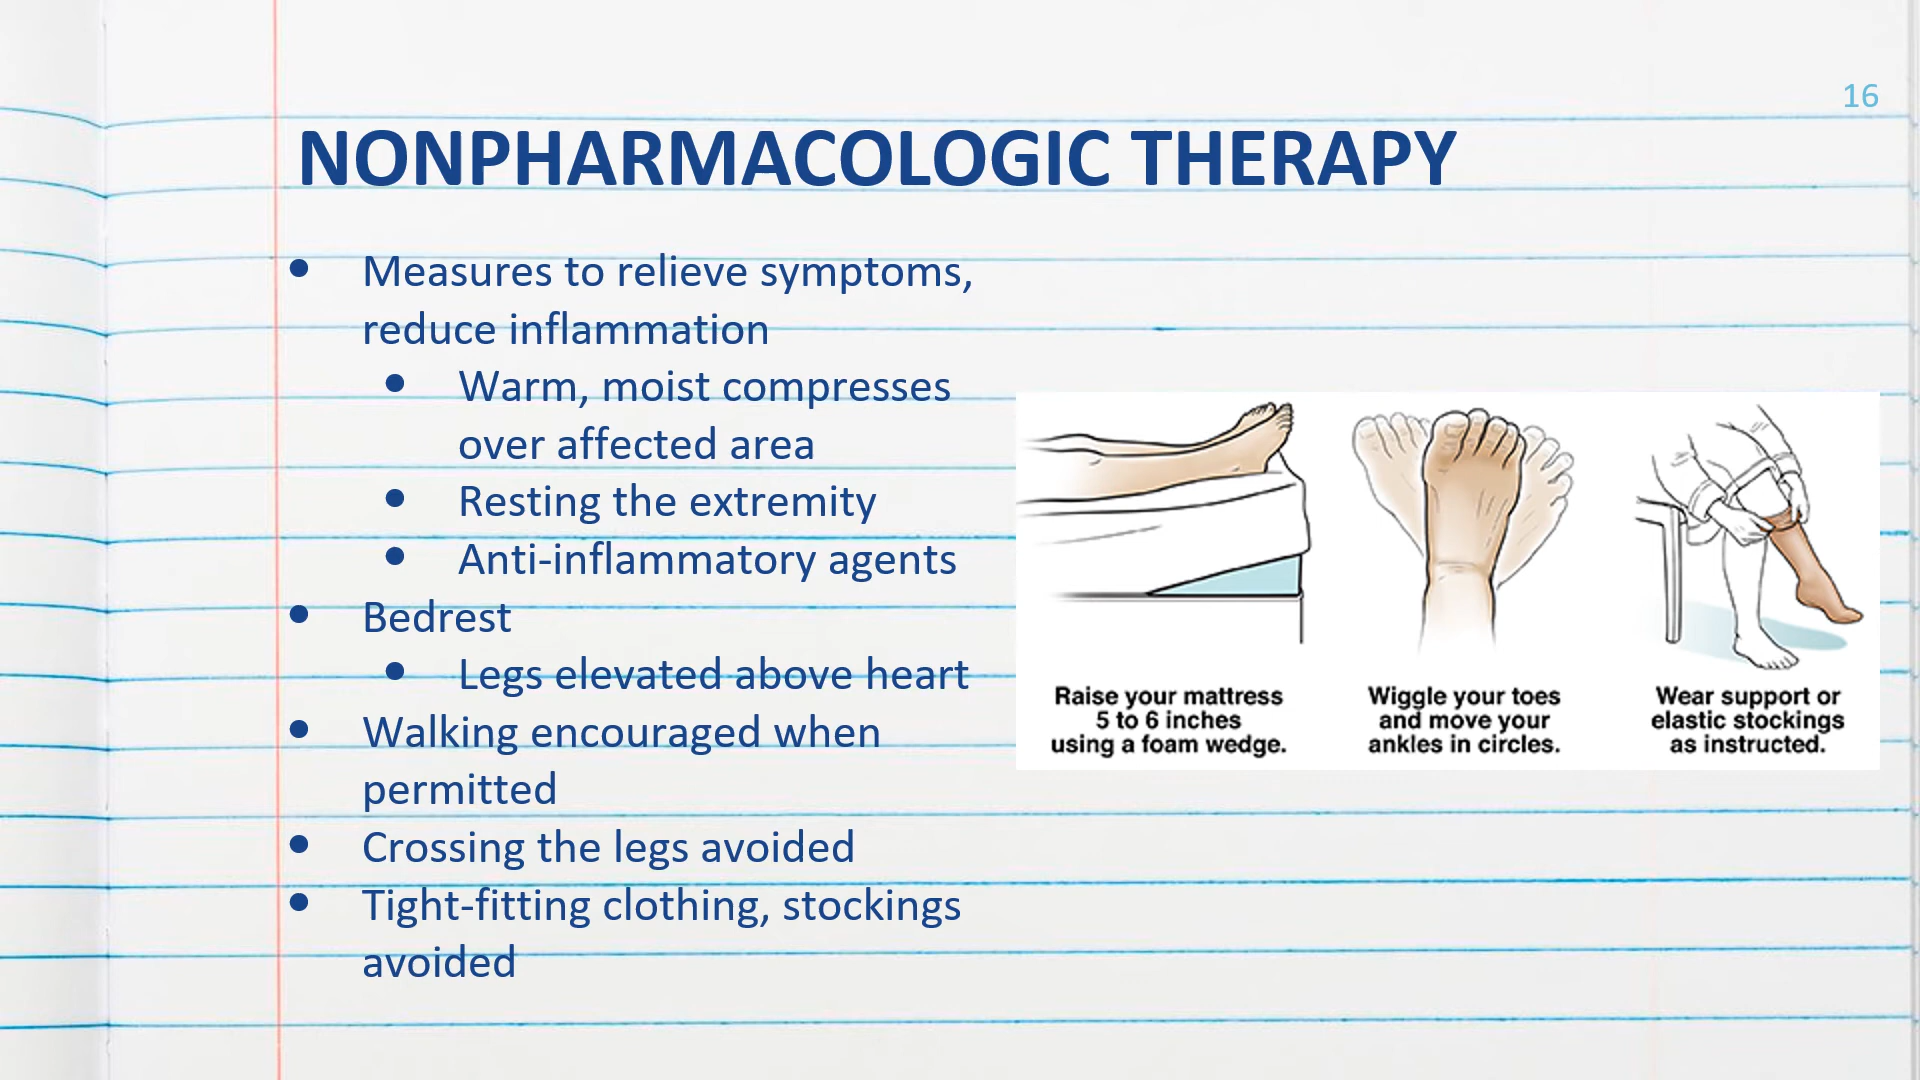 16
NONPHARMACOLOGIC THERAPY
• Measures to relieve symptoms,
reduce inflammation
• Warm, moist compresses
over affected area
• Resting the extremity
• Anti-inflammatory agents
• Bedrest
• Legs elevated above heart
• Walking encouraged when
permitted
• Crossing the legs avoided
• Tight-fitting clothing, stockings
avoided
Raise your mattress
5 to 6 inches
using a foam wedge.
Wiggle your toes
and move your
ankles in circles.
Wear support or
elastic stockings
as instructed.